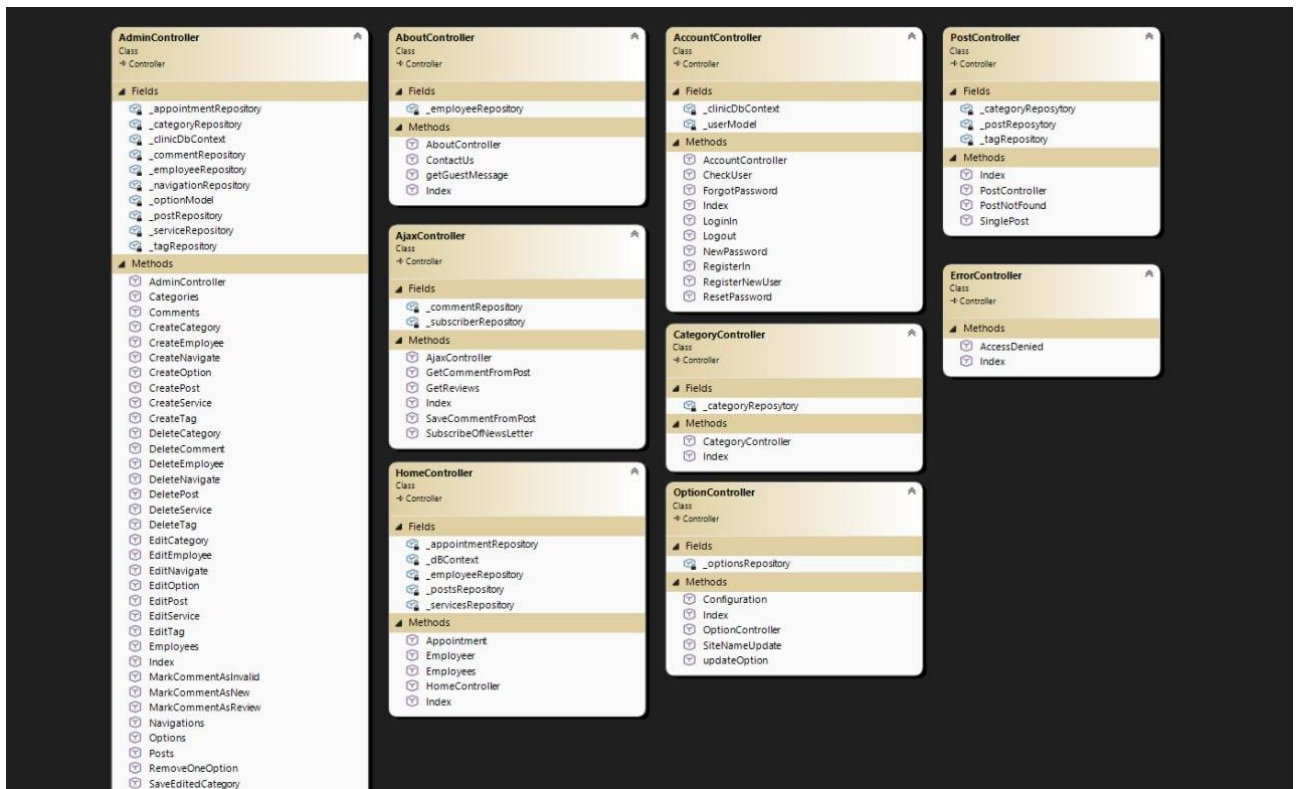 AdminController
Class
Controller
Fields
_appointmentRepository
_categoryRepository
_clinicDbContext
_commentRepository
_employeeRepository
_navigationRepository
_optionModel
_postRepository
_serviceRepository
_tagRepository
Methods
AdminController
Categories
Comments
CreateCategory
CreateEmployee
CreateNavigate
CreateOption
CreatePost
CreateService
CreateTag
DeleteCategory
DeleteComment
DeleteEmployee
DeleteNavigate
DeletePost
DeleteService
DeleteTag
EditCategory
EditEmployee
EditNavigate
EditOption
EditPost
EditService
EditTag
Employees
Index
MarkCommentAsInvalid
MarkCommentAsNew
MarkCommentAsReview
Navigations
Options
Posts
RemoveOneOption
SaveEditedCategory
AboutController
Class
Controller
Fields
_employeeRepository
Methods
AboutController
ContactUs
getGuestMessage
Index
AjaxController
Class
Controller
Fields
_commentRepository
_subscriberRepository
Methods
AjaxController
GetCommentFromPost
GetReviews
Index
SaveCommentFromPost
SubscribeOfNewsLetter
HomeController
Class
Controller
Fields
_appointmentRepository
_dBContext
_employeeRepository
_postsRepository
_servicesRepository
Methods
Appointment
Employeer
Employees
HomeController
Index
AccountController
Class
Controller
Fields
_clinicDbContext
_userModel
Methods
AccountController
CheckUser
ForgotPassword
Index
LoginIn
Logout
NewPassword
RegisterIn
RegisterNewUser
ResetPassword
CategoryController
Class
Controller
Fields
_categoryReposytory
Methods
CategoryController
Index
OptionController
Class
Controller
Fields
_optionsRepository
Methods
Configuration
Index
OptionController
SiteNameUpdate
updateOption
PostController
Class
Controller
Fields
_categoryReposytory
_postReposytory
_tagRepository
Methods
Index
PostController
PostNotFound
SinglePost
ErrorController
Class
Controller
Methods
AccessDenied
Index